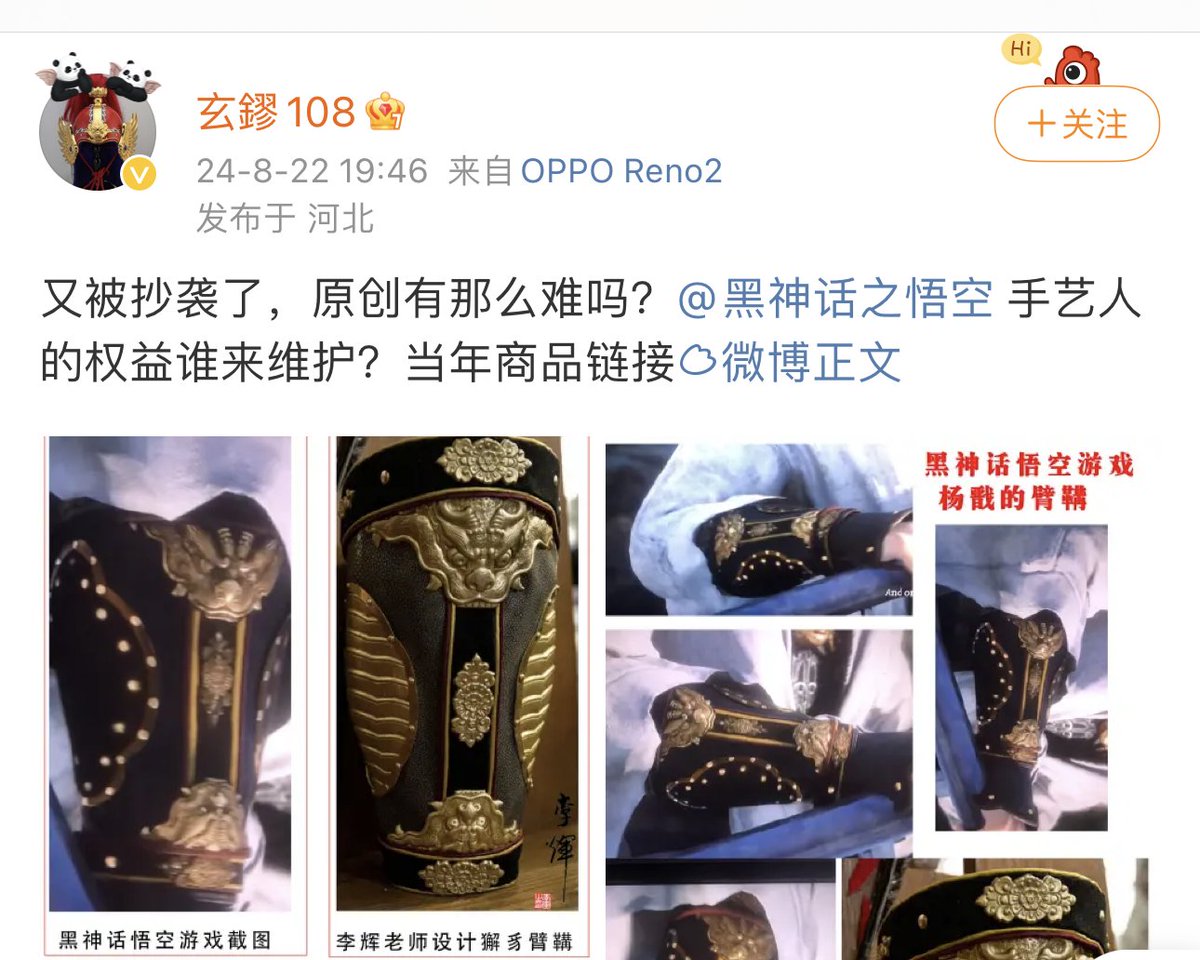 Hi
玄鏐108
+关注
24-8-22 19:46 来自 OPPO Reno2
发布于 河北
又被抄袭了，原创有那么难吗？@黑神话之悟空 手艺人
的权益谁来维护？当年商品链接微博正文
黑神话悟空游戏
杨戬的臂鞲
And or
李辉
黑神话悟空游戏截图
李辉老师设计獬豸臂鞲